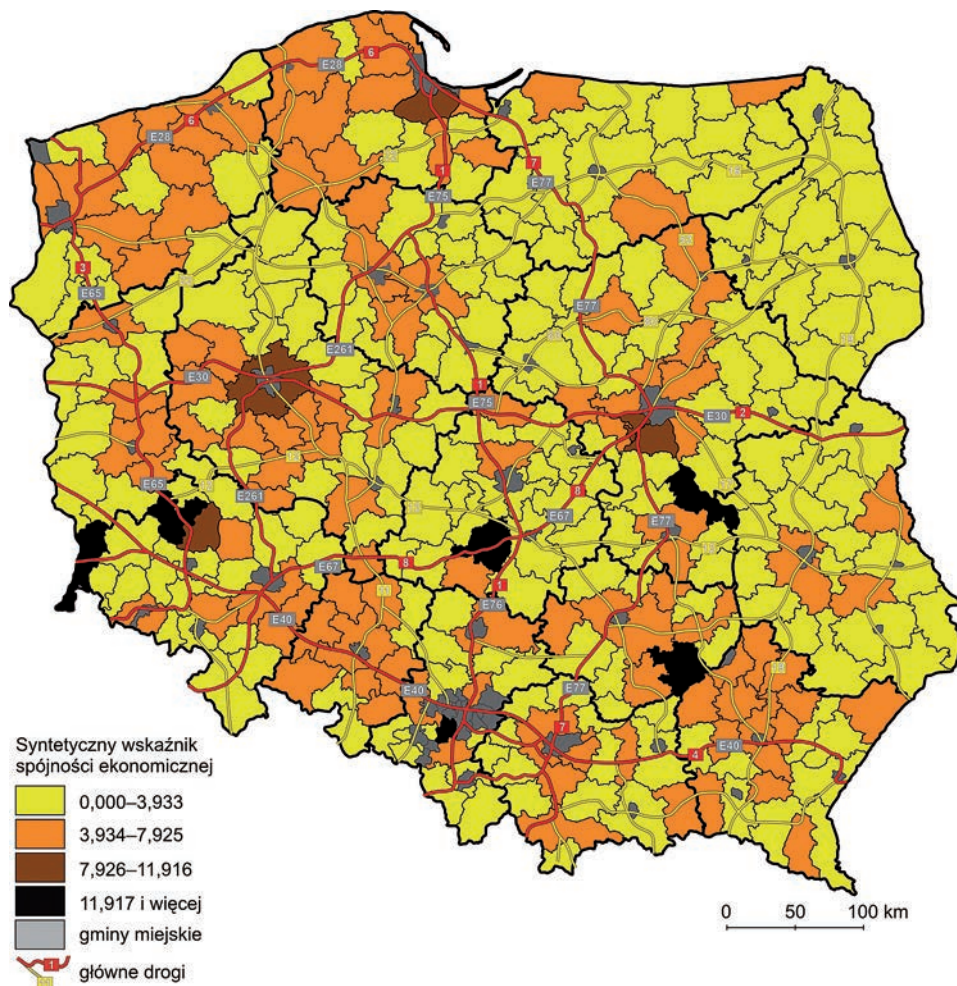 E28
6
6
E28
1
7
E75
E77
3
E65
E77
E261
E30
1
E75
E30
2
E65
E261
8
E67
E77
E67
8
1
E76
E40
E77
E40
7
4
E40
Syntetyczny wskaźnik
spójności ekonomicznej
0,000–3,933
3,934–7,925
7,926–11,916
11,917 i więcej
gminy miejskie
1
główne drogi
0 50 100 km